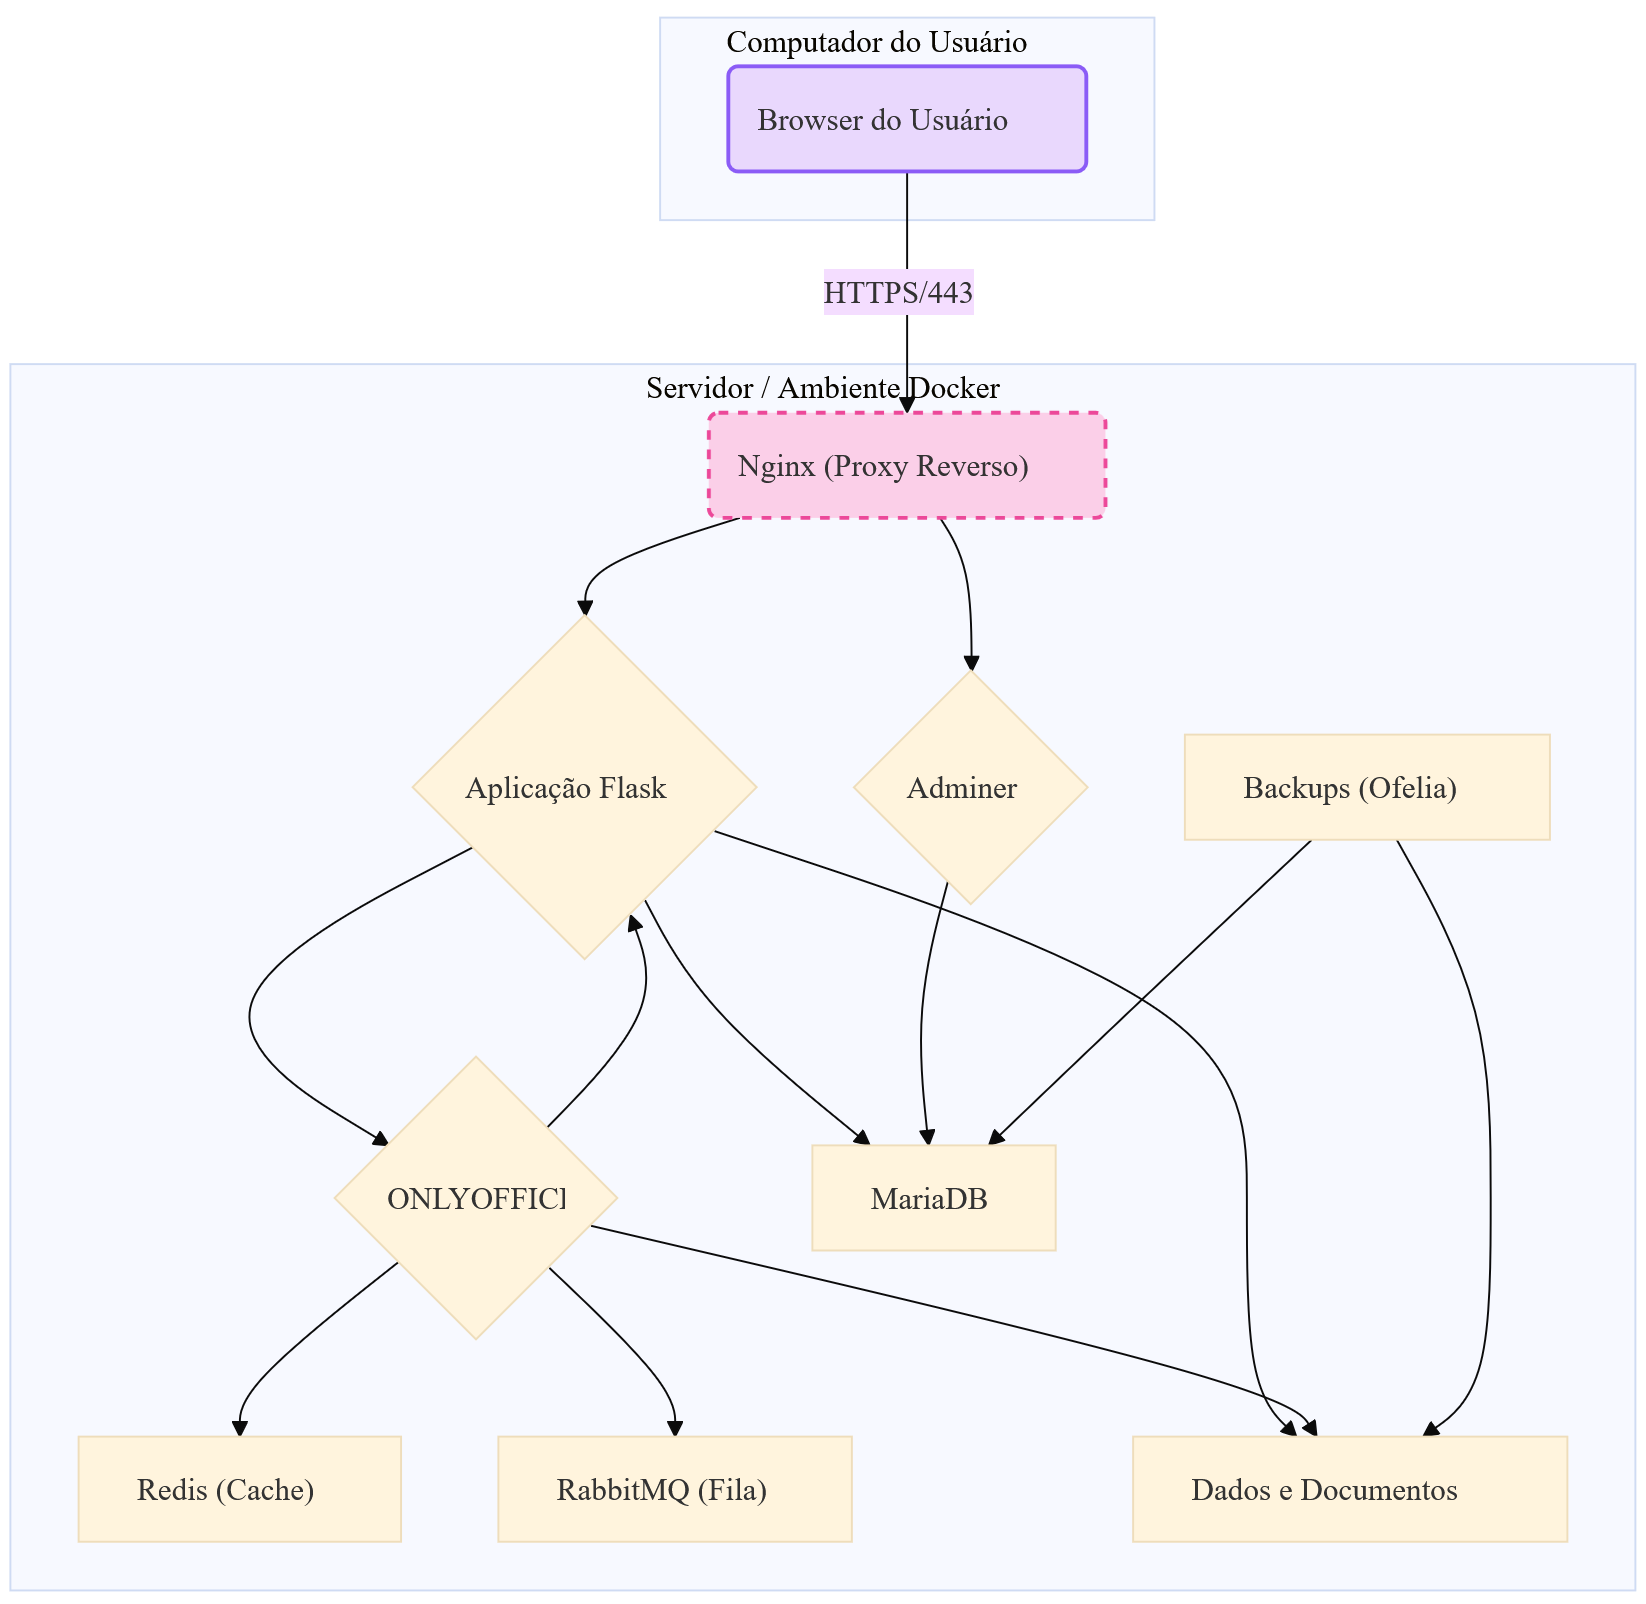 Computador do Usuário
Browser do Usuário
HTTPS/443
Servidor / Ambiente Docker
Nginx (Proxy Reverso)
Aplicação Flask
Adminer
Backups (Ofelia)
ONLYOFFICE
MariaDB
Redis (Cache)
RabbitMQ (Fila)
Dados e Documentos